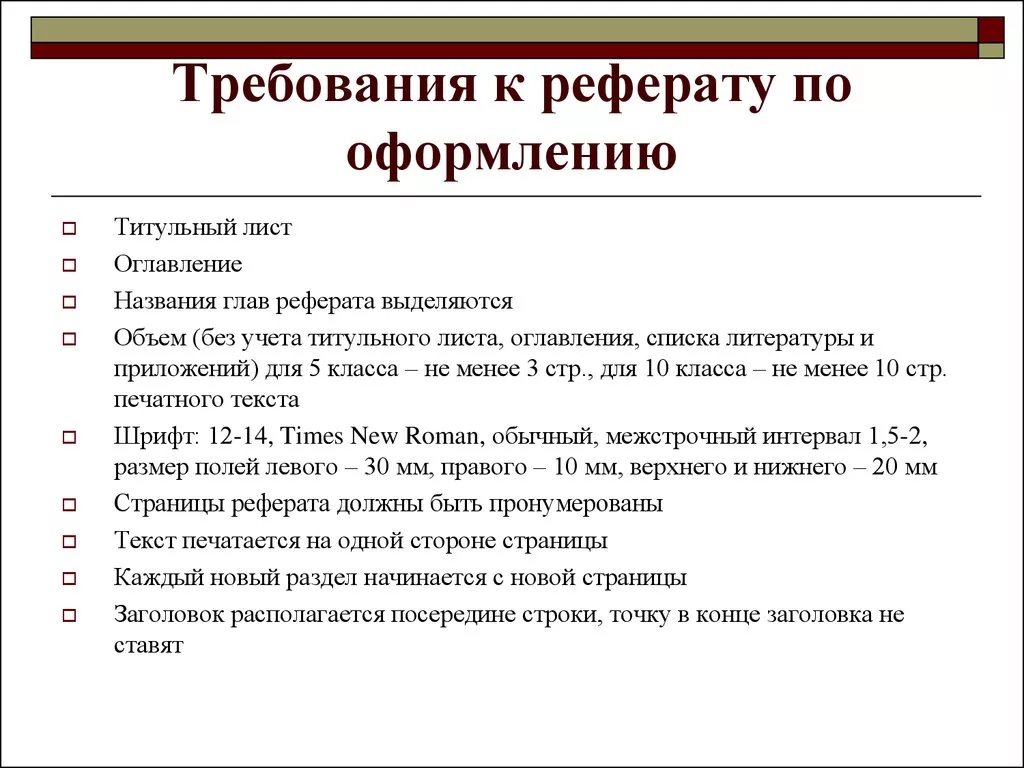 Требования к реферату по
оформлению
Титульный лист
Оглавление
Названия глав реферата выделяются
Объем (без учета титульного листа, оглавления, списка литературы и
приложений) для 5 класса – не менее 3 стр., для 10 класса – не менее 10 стр.
печатного текста
Шрифт: 12-14, Times New Roman, обычный, межстрочный интервал 1,5-2,
размер полей левого – 30 мм, правого – 10 мм, верхнего и нижнего – 20 мм
Страницы реферата должны быть пронумерованы
Текст печатается на одной стороне страницы
Каждый новый раздел начинается с новой страницы
Заголовок располагается посередине строки, точку в конце заголовка не
ставят